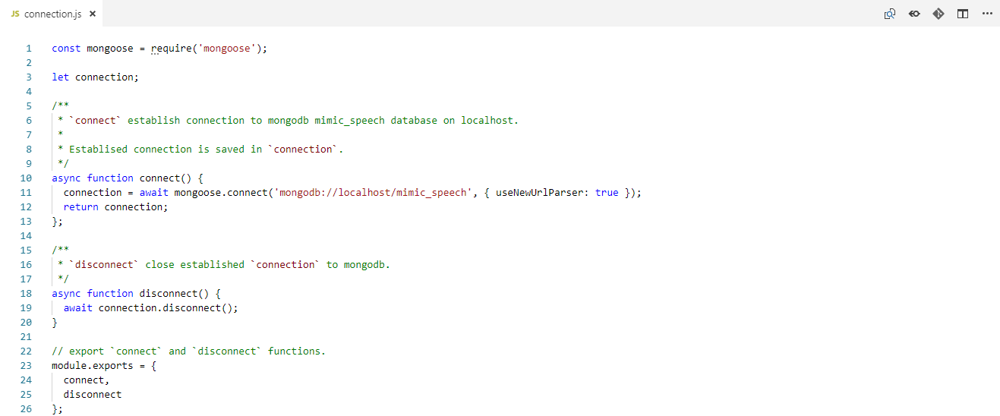 JS connection.js ×
1 const mongoose = require('mongoose');
2
3 let connection;
4
5 /**
6 * `connect` establish connection to mongodb mimic_speech database on localhost.
7 *
8 * Establised connection is saved in `connection`.
9 */
10 async function connect() {
11 connection = await mongoose.connect('mongodb://localhost/mimic_speech', { useNewUrlParser: true });
12 return connection;
13 };
14
15 /**
16 * `disconnect` close established `connection` to mongodb.
17 */
18 async function disconnect() {
19 await connection.disconnect();
20 }
21
22 // export `connect` and `disconnect` functions.
23 module.exports = {
24 connect,
25 disconnect
26 };